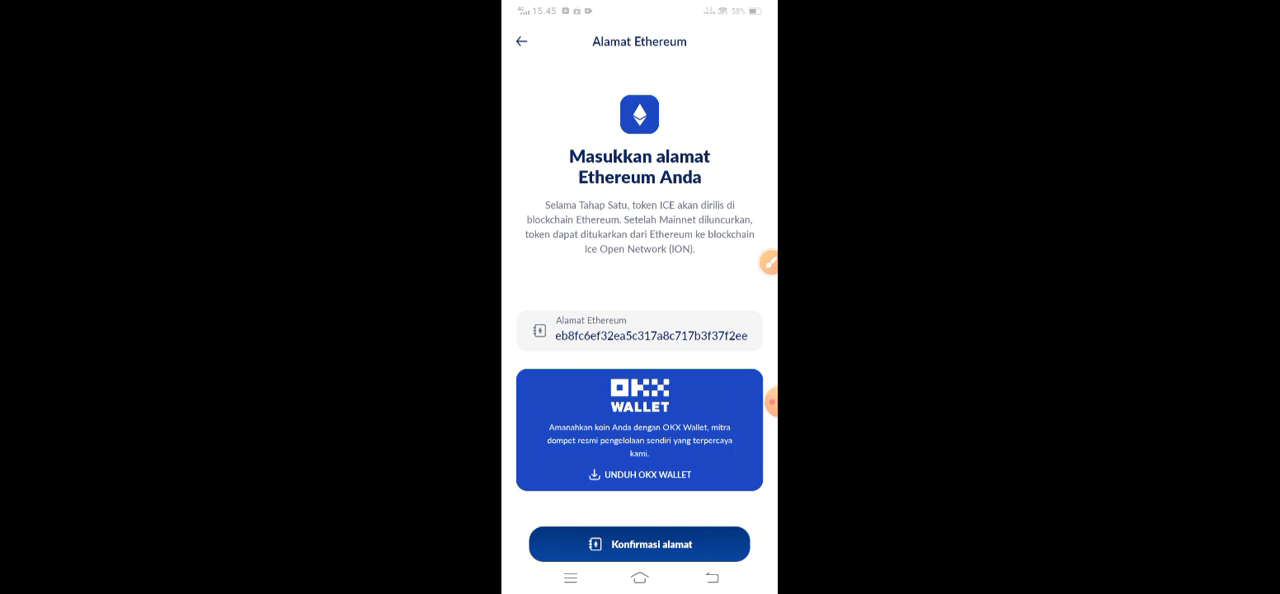 15.45
58%
Alamat Ethereum
Masukkan alamat
Ethereum Anda
Selama Tahap Satu, token ICE akan dirilis di
blockchain Ethereum. Setelah Mainnet diluncurkan,
token dapat ditukarkan dari Ethereum ke blockchain
Ice Open Network (ION).
Alamat Ethereum
eb8fc6ef32ea5c317a8c717b3f37f2ee
OKX
WALLET
Amanahkan koin Anda dengan OKX Wallet, mitra
dompet resmi pengelolaan sendiri yang terpercaya
kami.
UNDUH OKX WALLET
Konfirmasi alamat